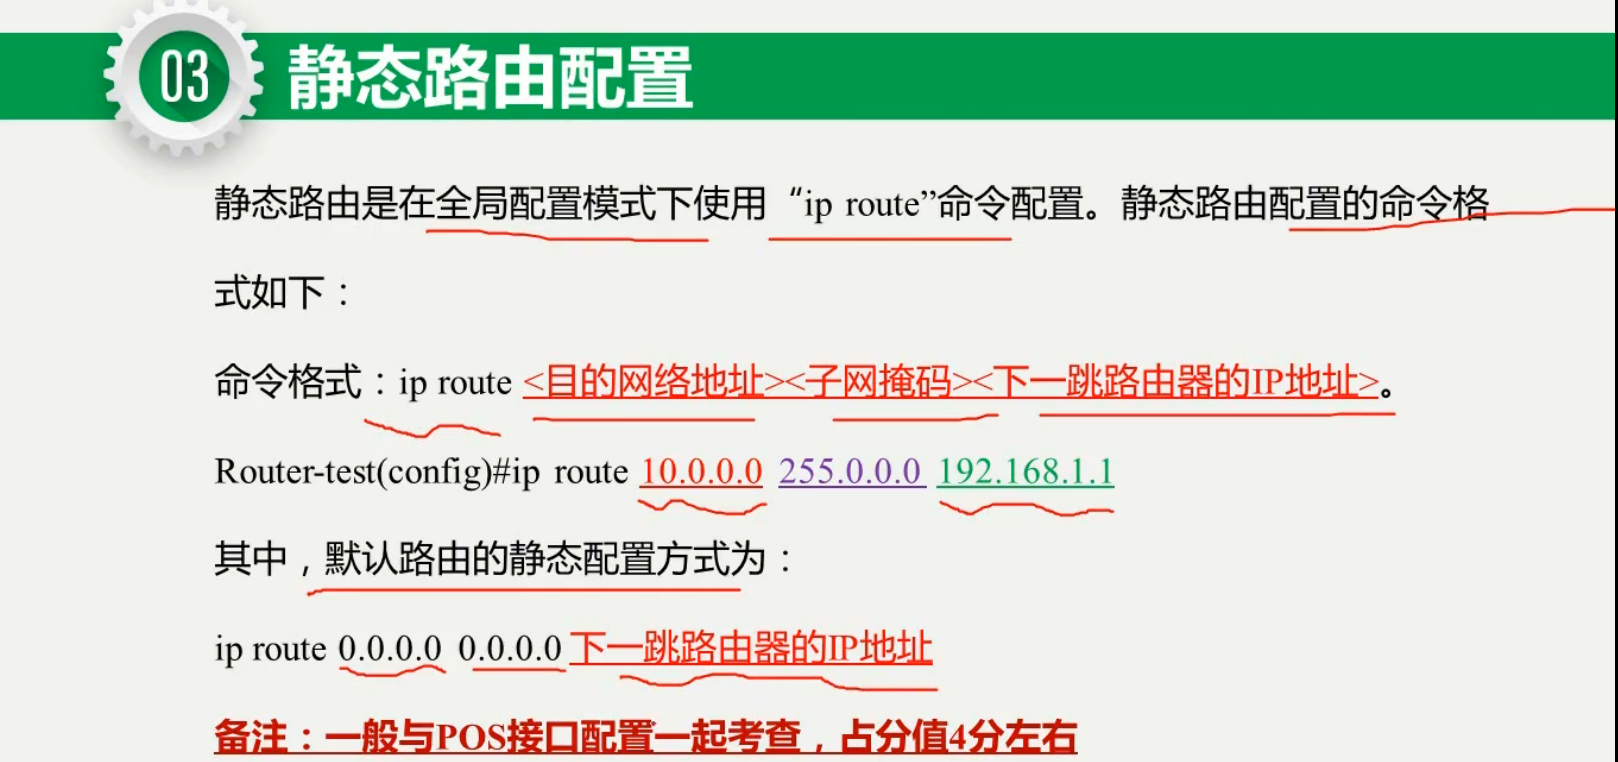 03 静态路由配置
静态路由是在全局配置模式下使用“ip route”命令配置。静态路由配置的命令格
式如下：
命令格式：ip route <目的网络地址><子网掩码><下一跳路由器的IP地址>。
Router-test(config)#ip route 10.0.0.0 255.0.0.0 192.168.1.1
其中，默认路由的静态配置方式为：
ip route 0.0.0.0 0.0.0.0 下一跳路由器的IP地址
备注：一般与POS接口配置一起考查，占分值4分左右